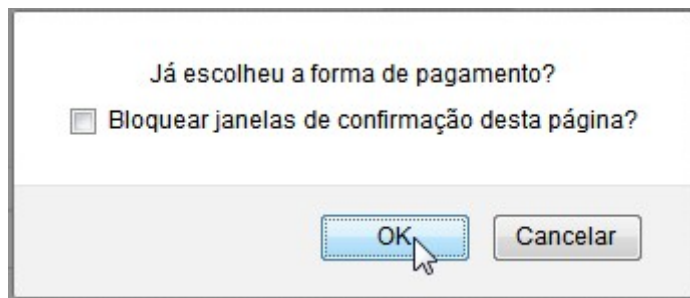 Já escolheu a forma de pagamento?
Bloquear janelas de confirmação desta página?
OK Cancelar